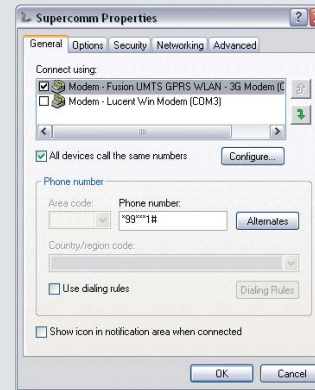 Supercomm Properties
General Options Security Networking Advanced
Connect using:
Modem - Fusion UMTS GPRS WLAN - 3G Modem (C
Modem - Lucent Win Modem (COM3)
All devices call the same numbers Configure...
Phone number
Area code: Phone number:
*99***1# Alternates
Country/region code:
Use dialing rules Dialing Rules
Show icon in notification area when connected
OK Cancel